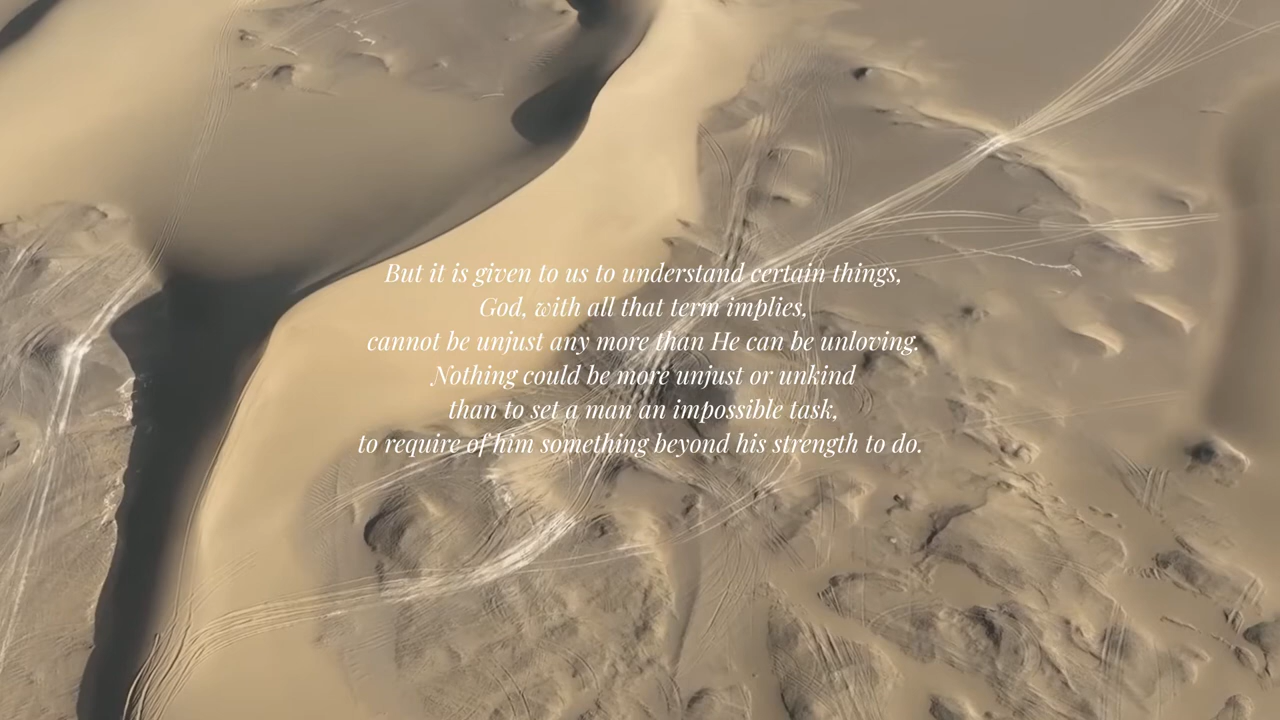 But it is given to us to understand certain things,
God, with all that term implies,
cannot be unjust any more than He can be unloving.
Nothing could be more unjust or unkind
than to set a man an impossible task,
to require of him something beyond his strength to do.